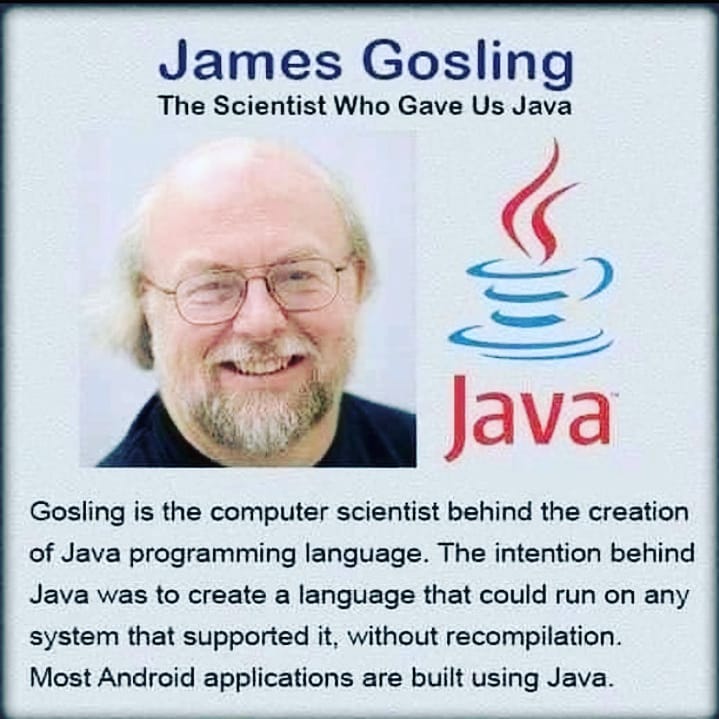 James Gosling
The Scientist Who Gave Us Java
Java™
Gosling is the computer scientist behind the creation
of Java programming language. The intention behind
Java was to create a language that could run on any
system that supported it, without recompilation.
Most Android applications are built using Java.